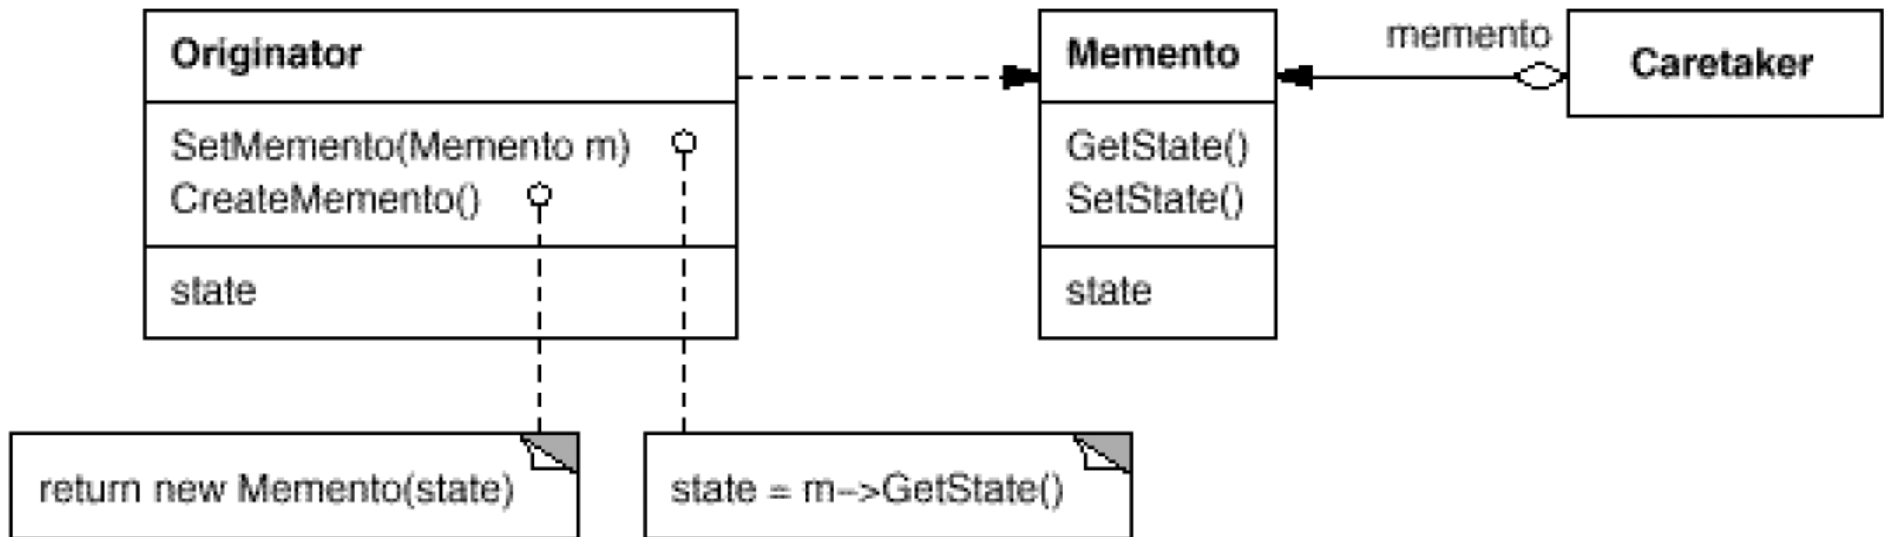 Originator
SetMemento(Memento m)
CreateMemento()
state
return new Memento(state)
state = m–>GetState()
Memento
GetState()
SetState()
state
memento
Caretaker